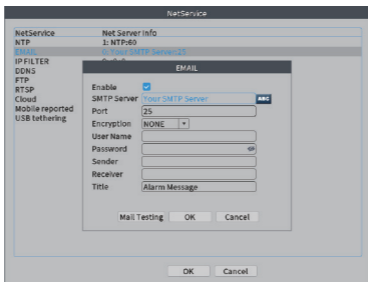 NetService
NetService Net Server Info
NTP 1: NTP:60
EMAIL 0: Your SMTP Server:25
IP FILTER
DDNS
FTP
RTSP
Cloud
Mobile reported
USB tethering
EMAIL
Enable
SMTP Server Your SMTP Server ABC
Port 25
Encryption NONE
User Name
Password
Sender
Receiver
Title Alarm Message
Mail Testing OK Cancel
OK Cancel